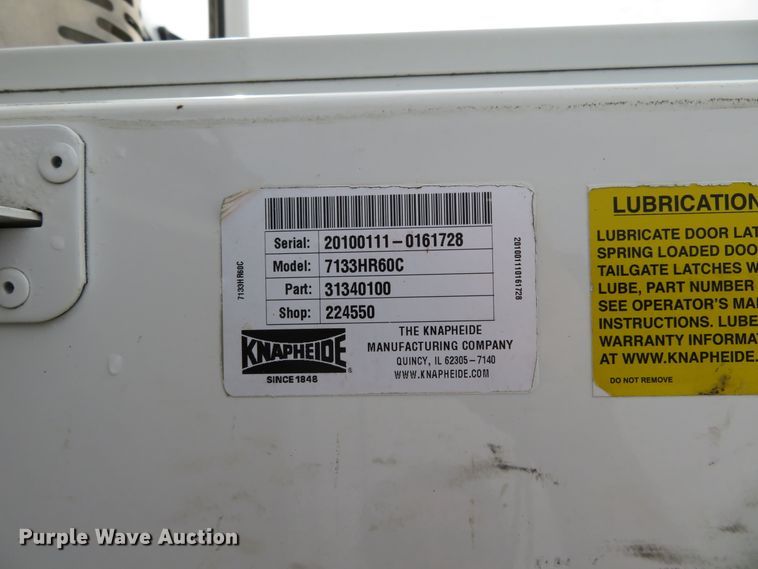 Serial: 20100111-0161728
Model: 7133HR60C
Part: 31340100
Shop: 224550
7133HR60C
201001110161728
KNAPHEIDE®
SINCE 1848
THE KNAPHEIDE
MANUFACTURING COMPANY
QUINCY, IL 62305-7140
WWW.KNAPHEIDE.COM
LUBRICATION
LUBRICATE DOOR LAT
SPRING LOADED DOO
TAILGATE LATCHES W
LUBE, PART NUMBER
SEE OPERATOR'S MA
INSTRUCTIONS. LUBE
WARRANTY INFORMA
AT WWW.KNAPHEIDE.
DO NOT REMOVE
Purple Wave Auction